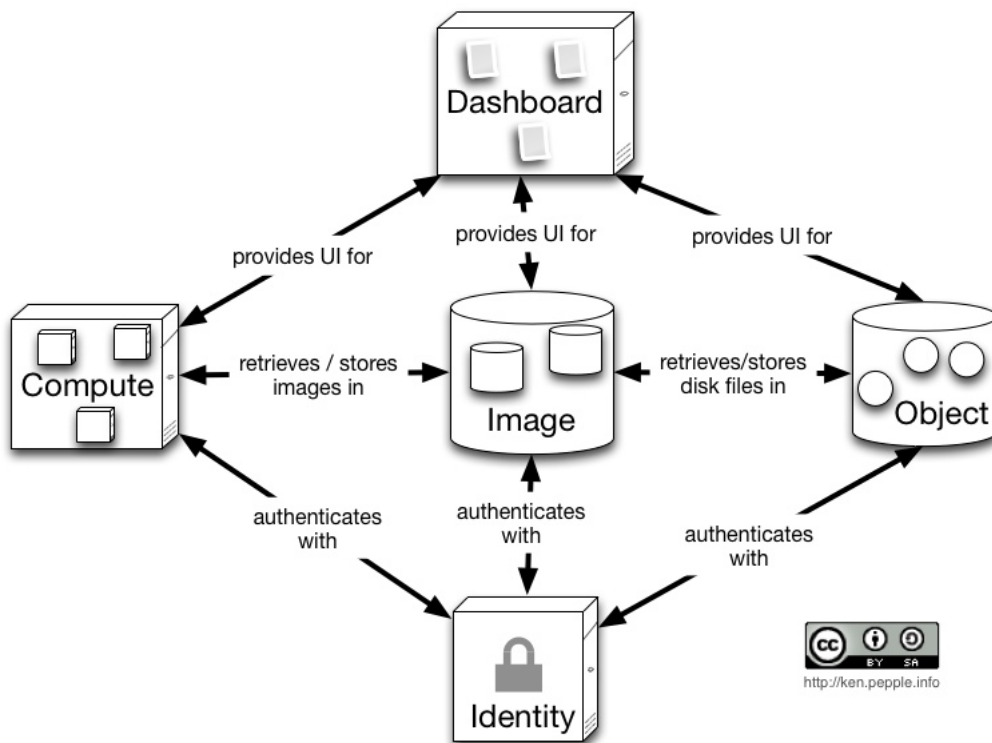 Dashboard
provides UI for
provides UI for
provides UI for
Compute
retrieves / stores
images in
Image
retrieves/stores
disk files in
Object
authenticates
with
authenticates
with
authenticates
with
Identity
cc
BY SA
http://ken.pepple.info